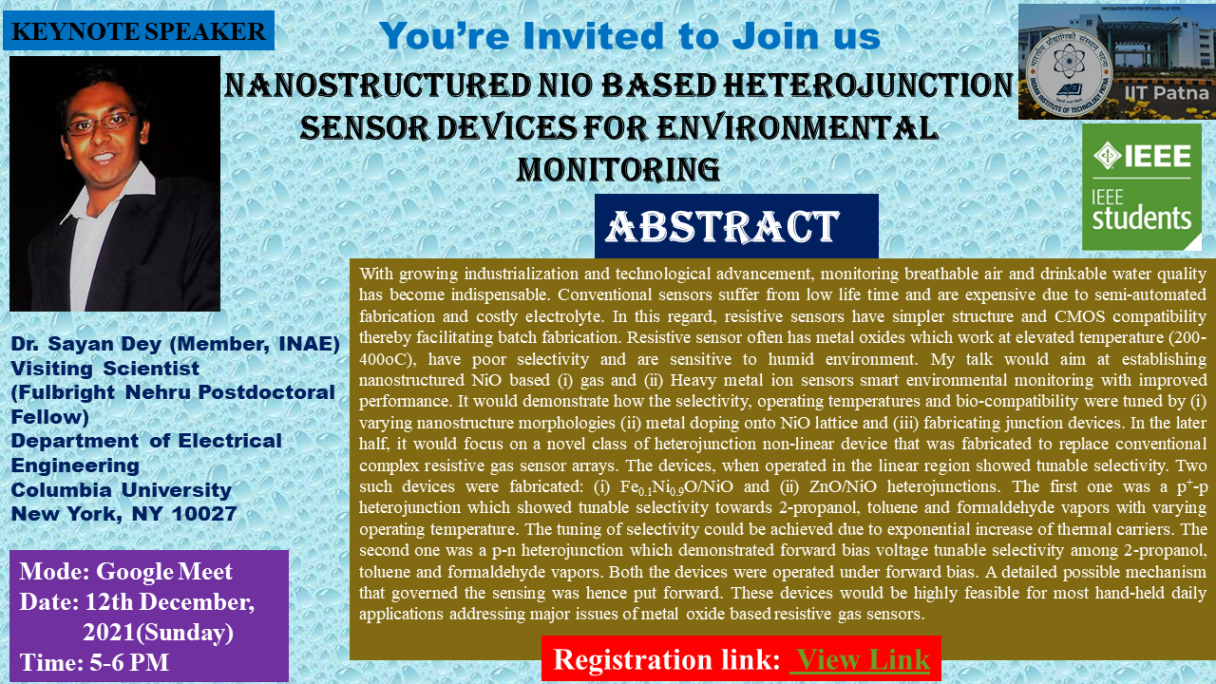 KEYNOTE SPEAKER
You're Invited to Join us
NANOSTRUCTURED NIO BASED HETEROJUNCTION
SENSOR DEVICES FOR ENVIRONMENTAL
MONITORING
IIT Patna
IEEE
IEEE
students
ABSTRACT
With growing industrialization and technological advancement, monitoring breathable air and drinkable water quality
has become indispensable. Conventional sensors suffer from low life time and are expensive due to semi-automated
fabrication and costly electrolyte. In this regard, resistive sensors have simpler structure and CMOS compatibility
thereby facilitating batch fabrication. Resistive sensor often has metal oxides which work at elevated temperature (200-
400oC), have poor selectivity and are sensitive to humid environment. My talk would aim at establishing
nanostructured NiO based (i) gas and (ii) Heavy metal ion sensors smart environmental monitoring with improved
performance. It would demonstrate how the selectivity, operating temperatures and bio-compatibility were tuned by (i)
varying nanostructure morphologies (ii) metal doping onto NiO lattice and (iii) fabricating junction devices. In the later
half, it would focus on a novel class of heterojunction non-linear device that was fabricated to replace conventional
complex resistive gas sensor arrays. The devices, when operated in the linear region showed tunable selectivity. Two
such devices were fabricated: (i) Fe0.1Ni0.9O/NiO and (ii) ZnO/NiO heterojunctions. The first one was a p+-p
heterojunction which showed tunable selectivity towards 2-propanol, toluene and formaldehyde vapors with varying
operating temperature. The tuning of selectivity could be achieved due to exponential increase of thermal carriers. The
second one was a p-n heterojunction which demonstrated forward bias voltage tunable selectivity among 2-propanol,
toluene and formaldehyde vapors. Both the devices were operated under forward bias. A detailed possible mechanism
that governed the sensing was hence put forward. These devices would be highly feasible for most hand-held daily
applications addressing major issues of metal oxide based resistive gas sensors.
Dr. Sayan Dey (Member, INAE)
Visiting Scientist
(Fulbright Nehru Postdoctoral
Fellow)
Department of Electrical
Engineering
Columbia University
New York, NY 10027
Mode: Google Meet
Date: 12th December,
2021(Sunday)
Time: 5-6 PM
Registration link: View Link